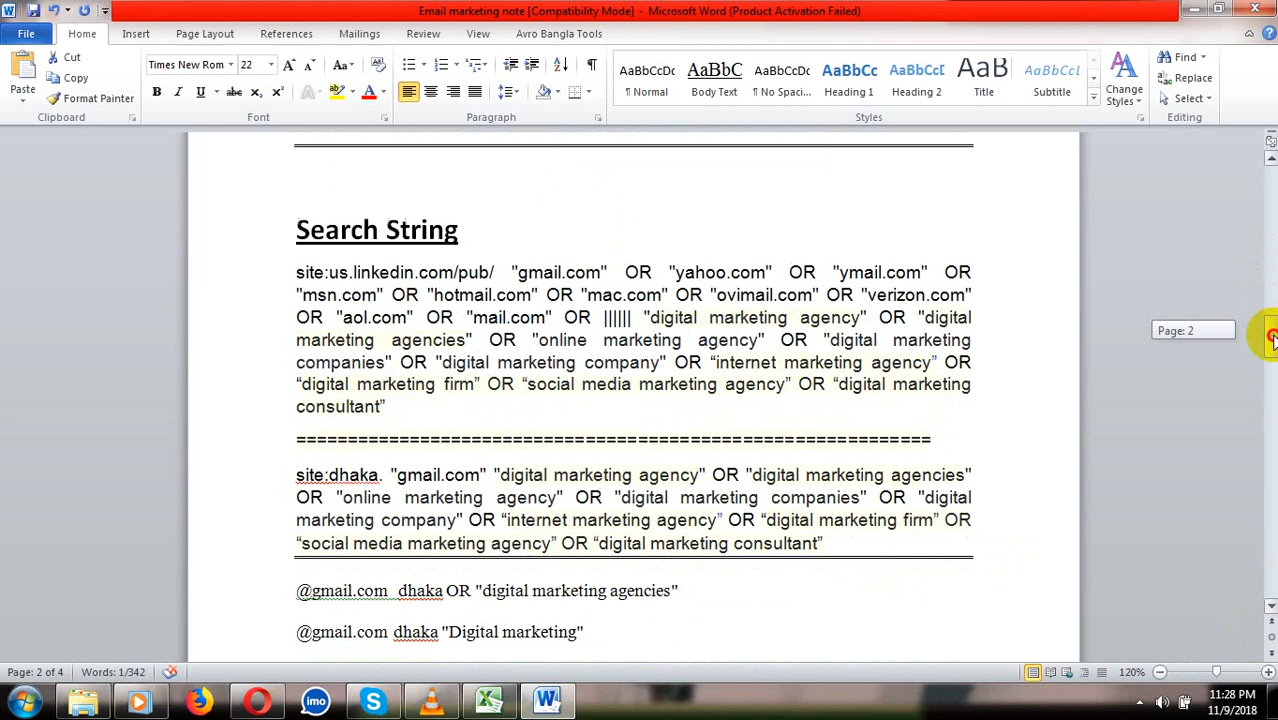 Email marketing note [Compatibility Mode] - Microsoft Word (Product Activation Failed)
File Home Insert Page Layout References Mailings Review View Avro Bangla Tools
Paste Cut Copy Format Painter Clipboard
Times New Rom 22 Font
Paragraph
AaBbCcDc AaBbC AaBbCcDc AaBbCc AaBbCcD AaB AaBbCcD
¶ Normal Body Text ¶ No Spacin... Heading 1 Heading 2 Title Subtitle
Styles
Change Styles
Find Replace Select Editing
Search String
site:us.linkedin.com/pub/ "gmail.com" OR "yahoo.com" OR "ymail.com" OR
"msn.com" OR "hotmail.com" OR "mac.com" OR "ovimail.com" OR "verizon.com"
OR "aol.com" OR "mail.com" OR |||||| "digital marketing agency" OR "digital
marketing agencies" OR "online marketing agency" OR "digital marketing
companies" OR "digital marketing company" OR “internet marketing agency” OR
“digital marketing firm” OR “social media marketing agency” OR “digital marketing
consultant”
=============================================================
site:dhaka. "gmail.com" "digital marketing agency" OR "digital marketing agencies"
OR "online marketing agency" OR "digital marketing companies" OR "digital
marketing company" OR “internet marketing agency” OR “digital marketing firm” OR
“social media marketing agency” OR “digital marketing consultant”
@gmail.com dhaka OR "digital marketing agencies"
@gmail.com dhaka "Digital marketing"
Page: 2
Page: 2 of 4 Words: 1/342 120%
imo
11:28 PM
11/9/2018